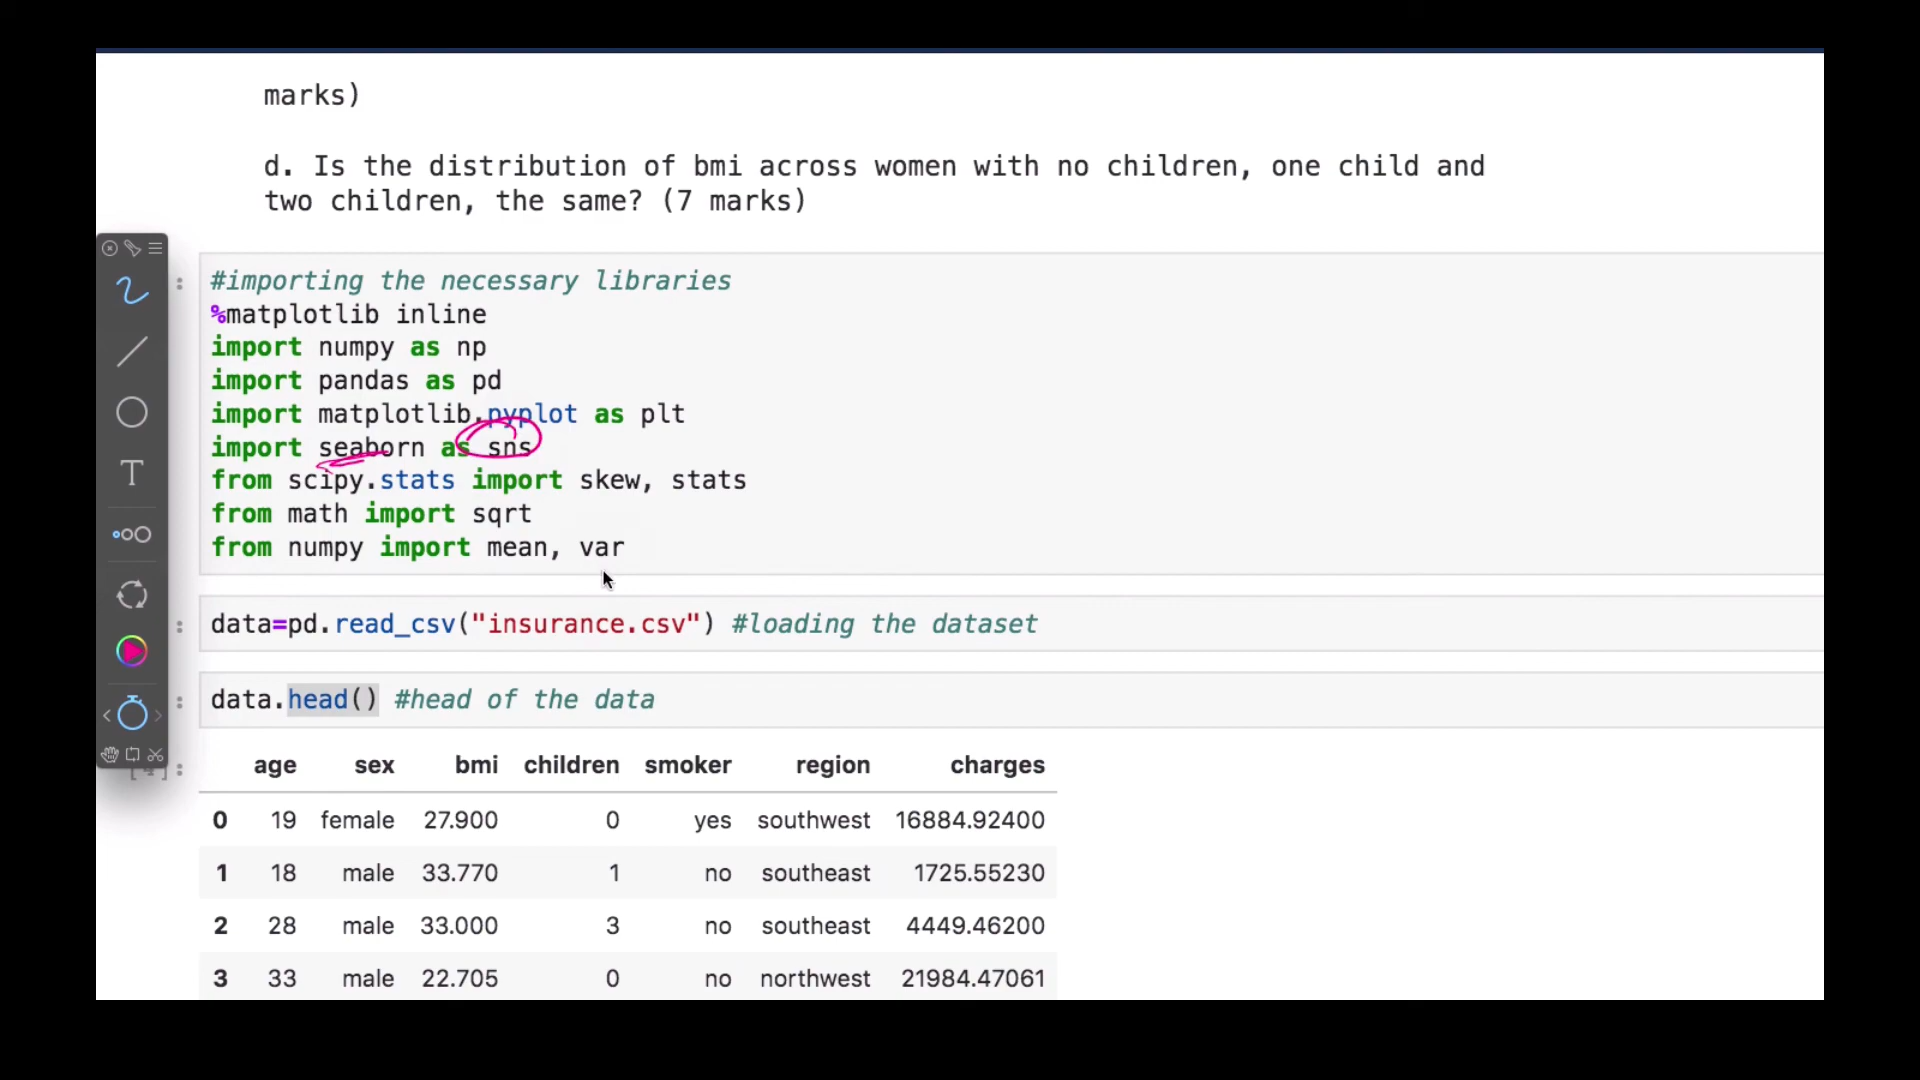 marks)
d. Is the distribution of bmi across women with no children, one child and
two children, the same? (7 marks)
#importing the necessary libraries
%matplotlib inline
import numpy as np
import pandas as pd
import matplotlib.pyplot as plt
import seaborn as sns
from scipy.stats import skew, stats
from math import sqrt
from numpy import mean, var
data=pd.read_csv("insurance.csv") #loading the dataset
data.head() #head of the data
age sex bmi children smoker region charges
0 19 female 27.900 0 yes southwest 16884.92400
1 18 male 33.770 1 no southeast 1725.55230
2 28 male 33.000 3 no southeast 4449.46200
3 33 male 22.705 0 no northwest 21984.47061
T